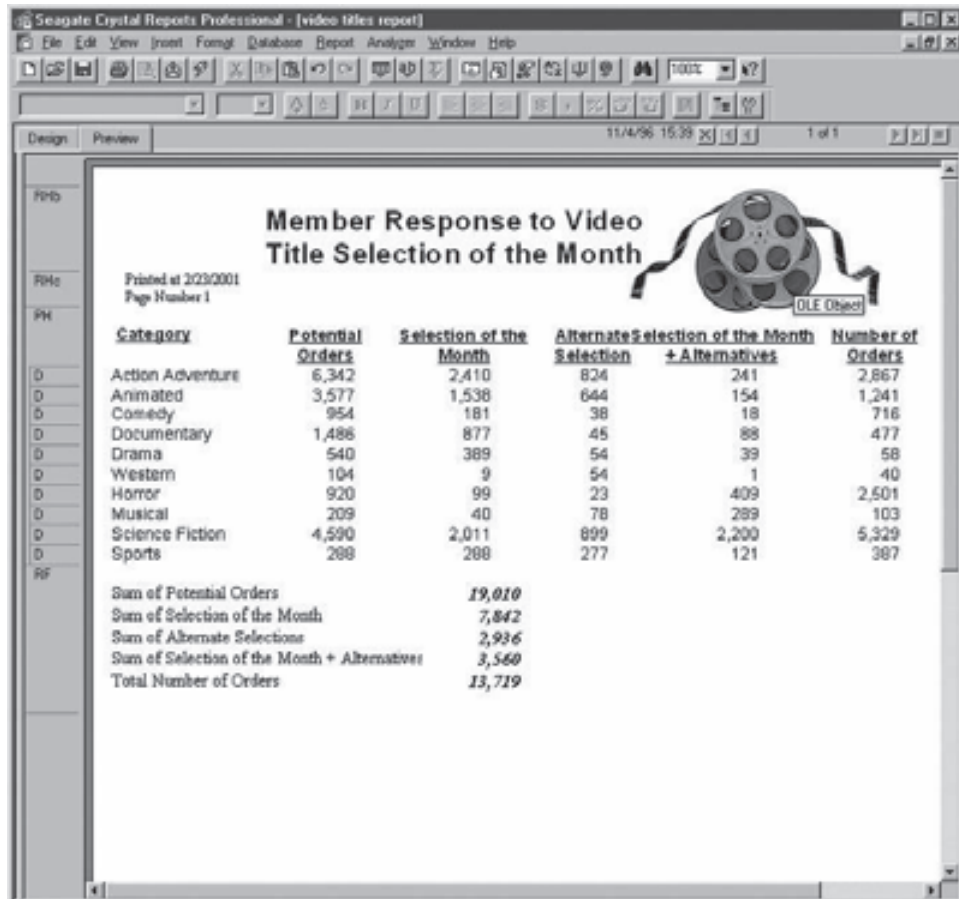 Seagate Crystal Reports Professional - [video titles report]
File Edit View Insert Format Database Report Analyzer Window Help
100%
Design Preview 11/4/96 15:39 1 of 1
RHb
Member Response to Video
Title Selection of the Month
RHc
Printed at 2/23/2001
Page Number 1
OLE Object
PH
Category Potential Selection of the Alternate Selection of the Month Number of
Orders Month Selection + Alternatives Orders
D Action Adventure 6,342 2,410 824 241 2,867
D Animated 3,577 1,538 644 154 1,241
D Comedy 954 181 38 18 716
D Documentary 1,486 877 45 88 477
D Drama 540 389 54 39 58
D Western 104 9 54 1 40
D Horror 920 99 23 409 2,501
D Musical 209 40 78 289 103
D Science Fiction 4,590 2,011 899 2,200 5,329
D Sports 288 288 277 121 387
RF
Sum of Potential Orders 19,010
Sum of Selection of the Month 7,842
Sum of Alternate Selections 2,936
Sum of Selection of the Month + Alternatives 3,560
Total Number of Orders 13,719